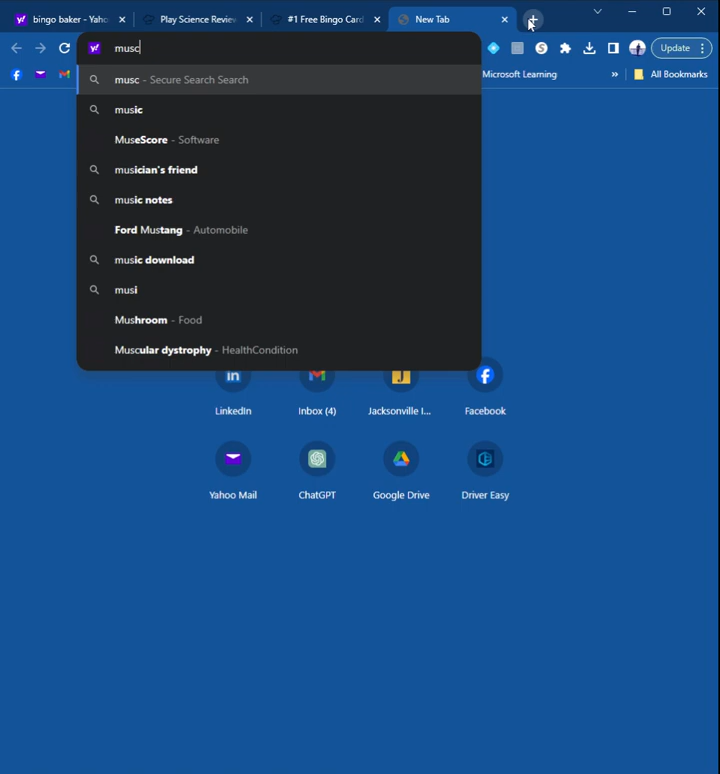 bingo baker - Yaho
Play Science Review
#1 Free Bingo Card
New Tab
musc
Update
Microsoft Learning
»
All Bookmarks
musc - Secure Search Search
music
MuseScore - Software
musician's friend
music notes
Ford Mustang - Automobile
music download
musi
Mushroom - Food
Muscular dystrophy - HealthCondition
LinkedIn
Inbox (4)
Jacksonville I...
Facebook
Yahoo Mail
ChatGPT
Google Drive
Driver Easy